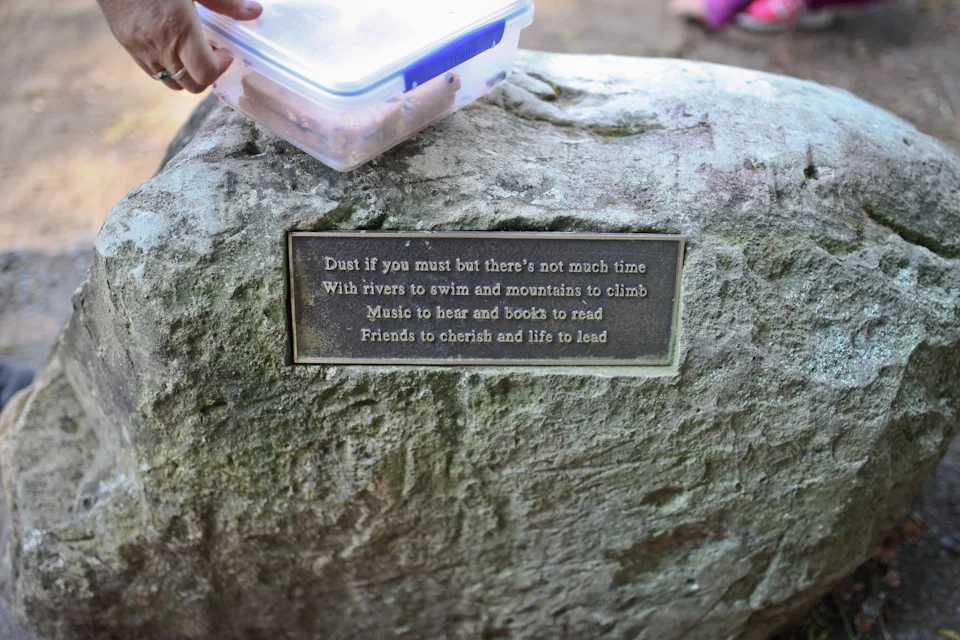 Dust if you must but there's not much time
With rivers to swim and mountains to climb
Music to hear and books to read
Friends to cherish and life to lead